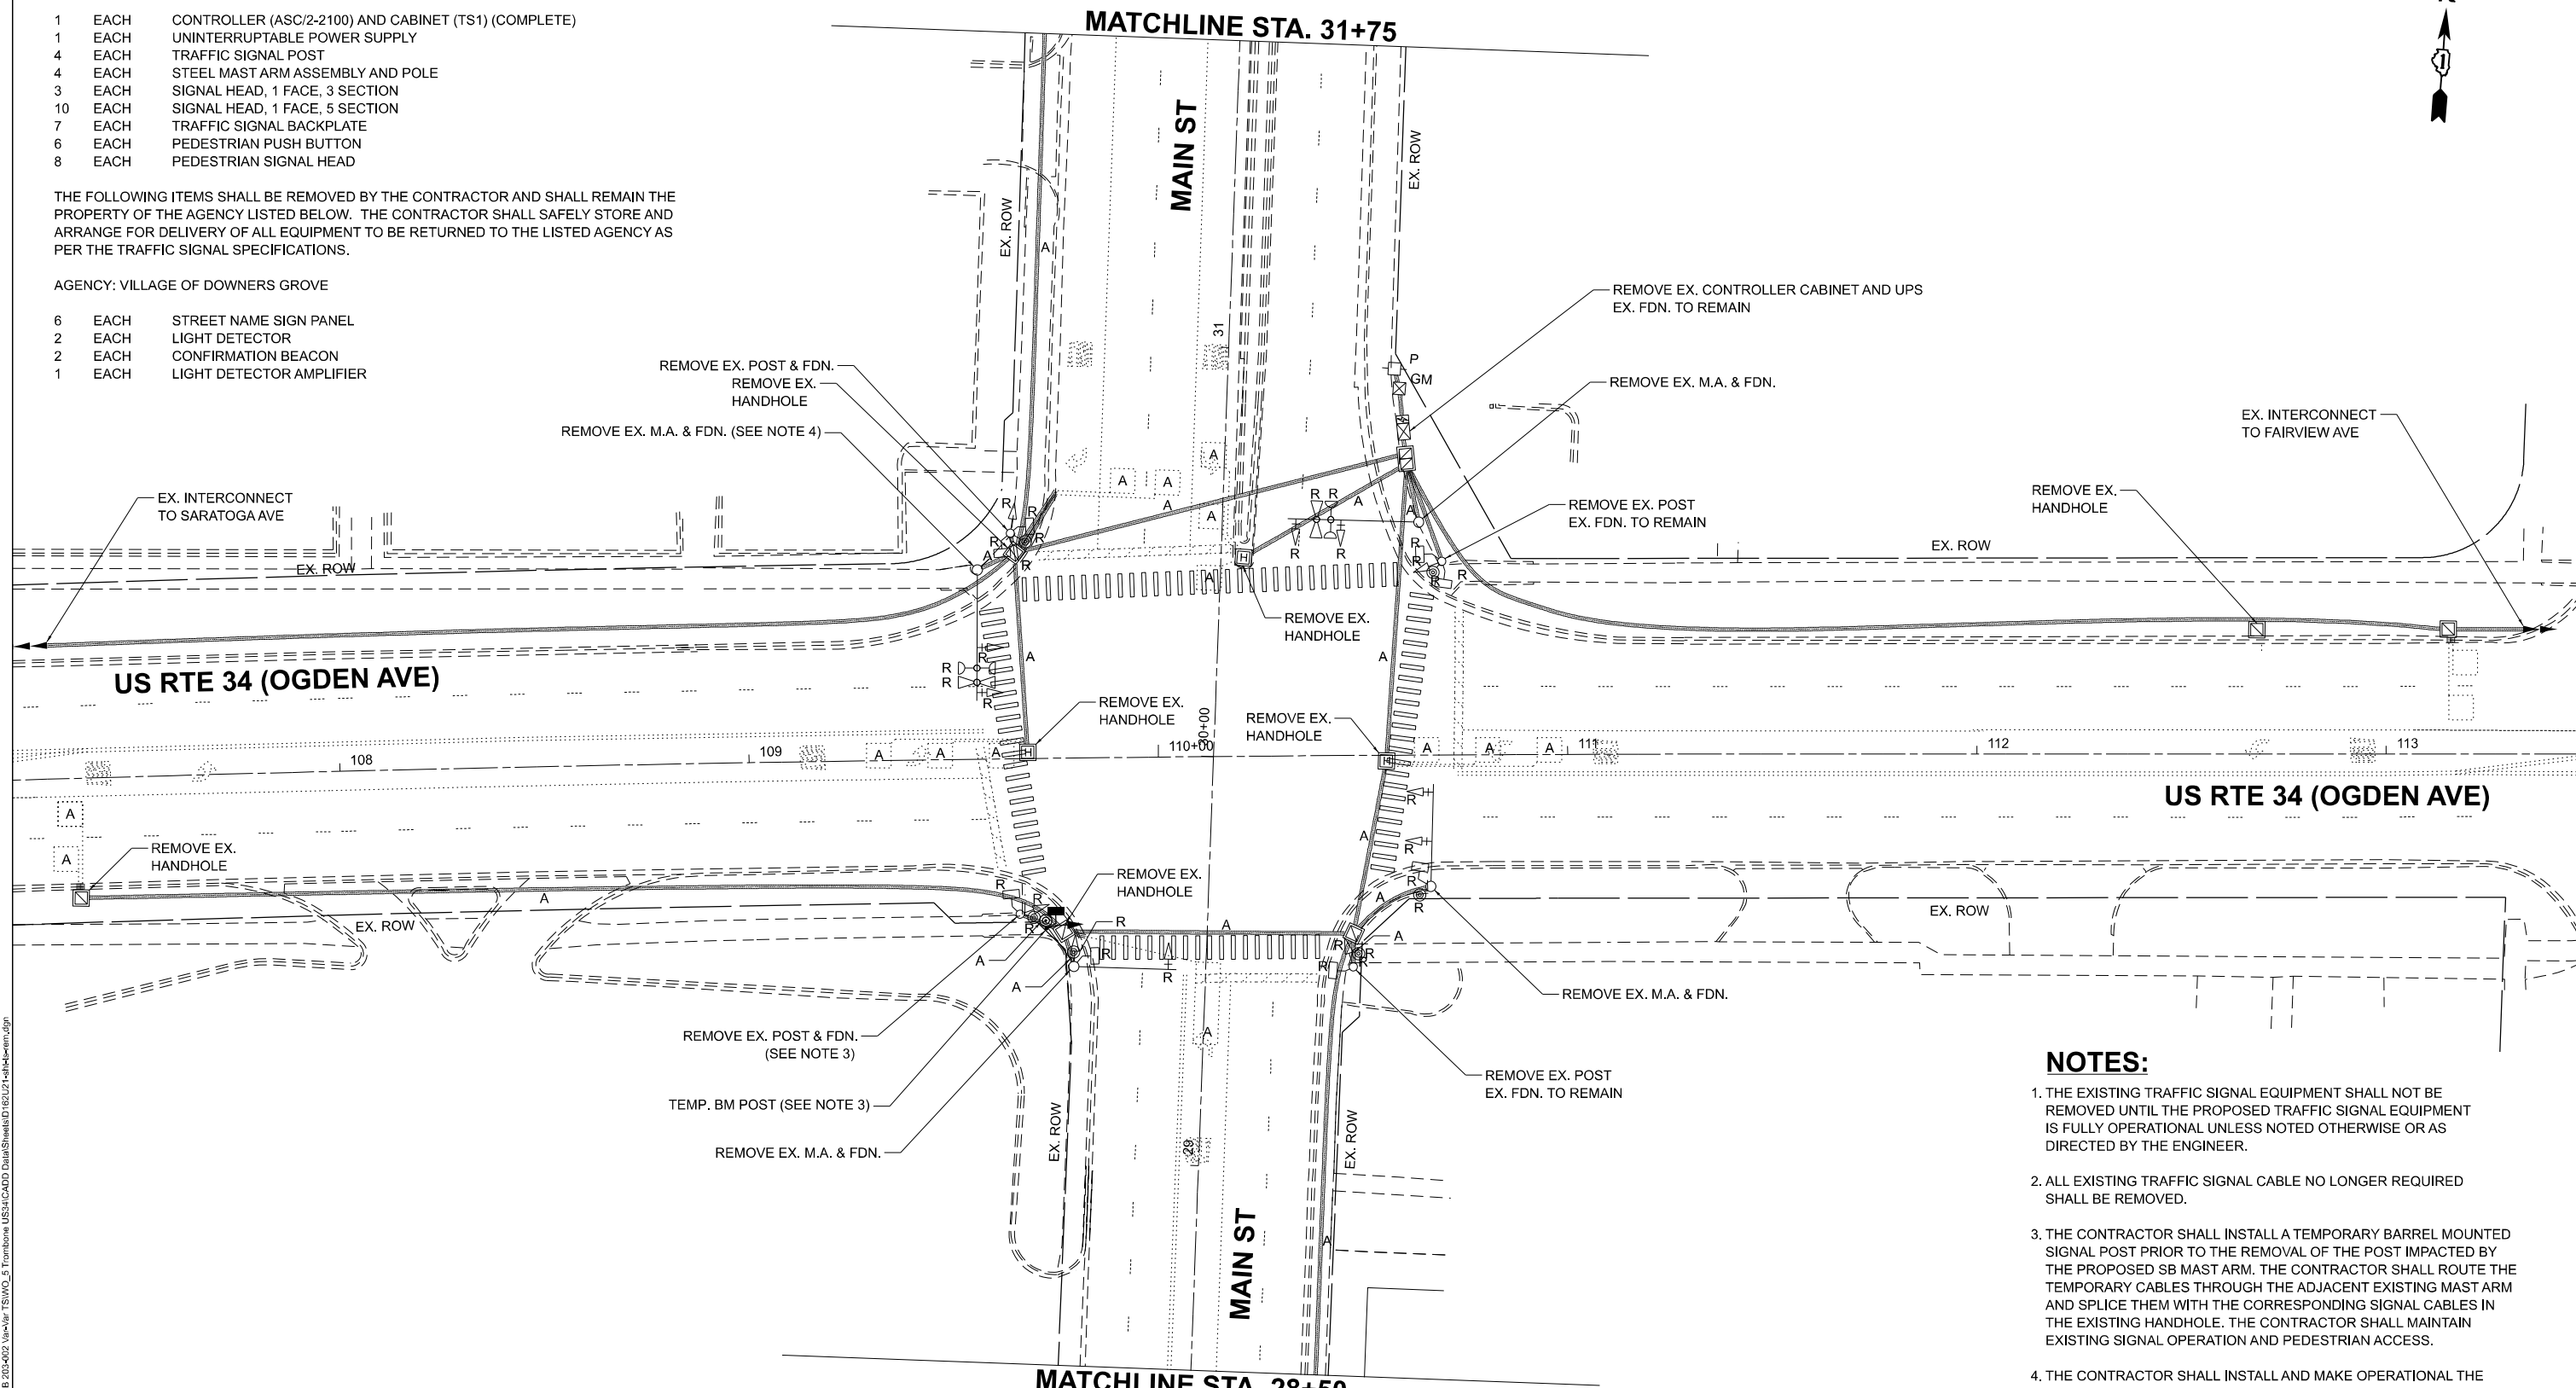 1 EACH CONTROLLER (ASC/2-2100) AND CABINET (TS1) (COMPLETE)
1 EACH UNINTERRUPTABLE POWER SUPPLY
4 EACH TRAFFIC SIGNAL POST
4 EACH STEEL MAST ARM ASSEMBLY AND POLE
3 EACH SIGNAL HEAD, 1 FACE, 3 SECTION
10 EACH SIGNAL HEAD, 1 FACE, 5 SECTION
7 EACH TRAFFIC SIGNAL BACKPLATE
6 EACH PEDESTRIAN PUSH BUTTON
8 EACH PEDESTRIAN SIGNAL HEAD
THE FOLLOWING ITEMS SHALL BE REMOVED BY THE CONTRACTOR AND SHALL REMAIN THE
PROPERTY OF THE AGENCY LISTED BELOW. THE CONTRACTOR SHALL SAFELY STORE AND
ARRANGE FOR DELIVERY OF ALL EQUIPMENT TO BE RETURNED TO THE LISTED AGENCY AS
PER THE TRAFFIC SIGNAL SPECIFICATIONS.
AGENCY: VILLAGE OF DOWNERS GROVE
6 EACH STREET NAME SIGN PANEL
2 EACH LIGHT DETECTOR
2 EACH CONFIRMATION BEACON
1 EACH LIGHT DETECTOR AMPLIFIER
MATCHLINE STA. 31+75
MAIN ST
EX. ROW
EX. ROW
A
31
1
REMOVE EX. CONTROLLER CABINET AND UPS
EX. FDN. TO REMAIN
P
GM
REMOVE EX. POST & FDN.
REMOVE EX.
HANDHOLE
REMOVE EX. M.A. & FDN. (SEE NOTE 4)
REMOVE EX. M.A. & FDN.
EX. INTERCONNECT
TO FAIRVIEW AVE
EX. INTERCONNECT
TO SARATOGA AVE
REMOVE EX. POST
EX. FDN. TO REMAIN
REMOVE EX.
HANDHOLE
EX. ROW
EX. ROW
A A A
A A A A A
R R
R R
H
REMOVE EX.
HANDHOLE
US RTE 34 (OGDEN AVE)
R
R
A A
REMOVE EX.
HANDHOLE
REMOVE EX.
HANDHOLE
108
109
110+00
30+00
111
112
113
A A A
H
H
A A A
US RTE 34 (OGDEN AVE)
A
A
REMOVE EX.
HANDHOLE
REMOVE EX.
HANDHOLE
R
R
A
EX. ROW
EX. ROW
A
R
A
R
A
A
A
REMOVE EX. M.A. & FDN.
REMOVE EX. POST & FDN.
(SEE NOTE 3)
TEMP. BM POST (SEE NOTE 3)
REMOVE EX. M.A. & FDN.
REMOVE EX. POST
EX. FDN. TO REMAIN
EX. ROW
EX. ROW
29
A
A
MAIN ST
MATCHLINE STA. 28+50
NOTES:
1. THE EXISTING TRAFFIC SIGNAL EQUIPMENT SHALL NOT BE
REMOVED UNTIL THE PROPOSED TRAFFIC SIGNAL EQUIPMENT
IS FULLY OPERATIONAL UNLESS NOTED OTHERWISE OR AS
DIRECTED BY THE ENGINEER.
2. ALL EXISTING TRAFFIC SIGNAL CABLE NO LONGER REQUIRED
SHALL BE REMOVED.
3. THE CONTRACTOR SHALL INSTALL A TEMPORARY BARREL MOUNTED
SIGNAL POST PRIOR TO THE REMOVAL OF THE POST IMPACTED BY
THE PROPOSED SB MAST ARM. THE CONTRACTOR SHALL ROUTE THE
TEMPORARY CABLES THROUGH THE ADJACENT EXISTING MAST ARM
AND SPLICE THEM WITH THE CORRESPONDING SIGNAL CABLES IN
THE EXISTING HANDHOLE. THE CONTRACTOR SHALL MAINTAIN
EXISTING SIGNAL OPERATION AND PEDESTRIAN ACCESS.
4. THE CONTRACTOR SHALL INSTALL AND MAKE OPERATIONAL THE